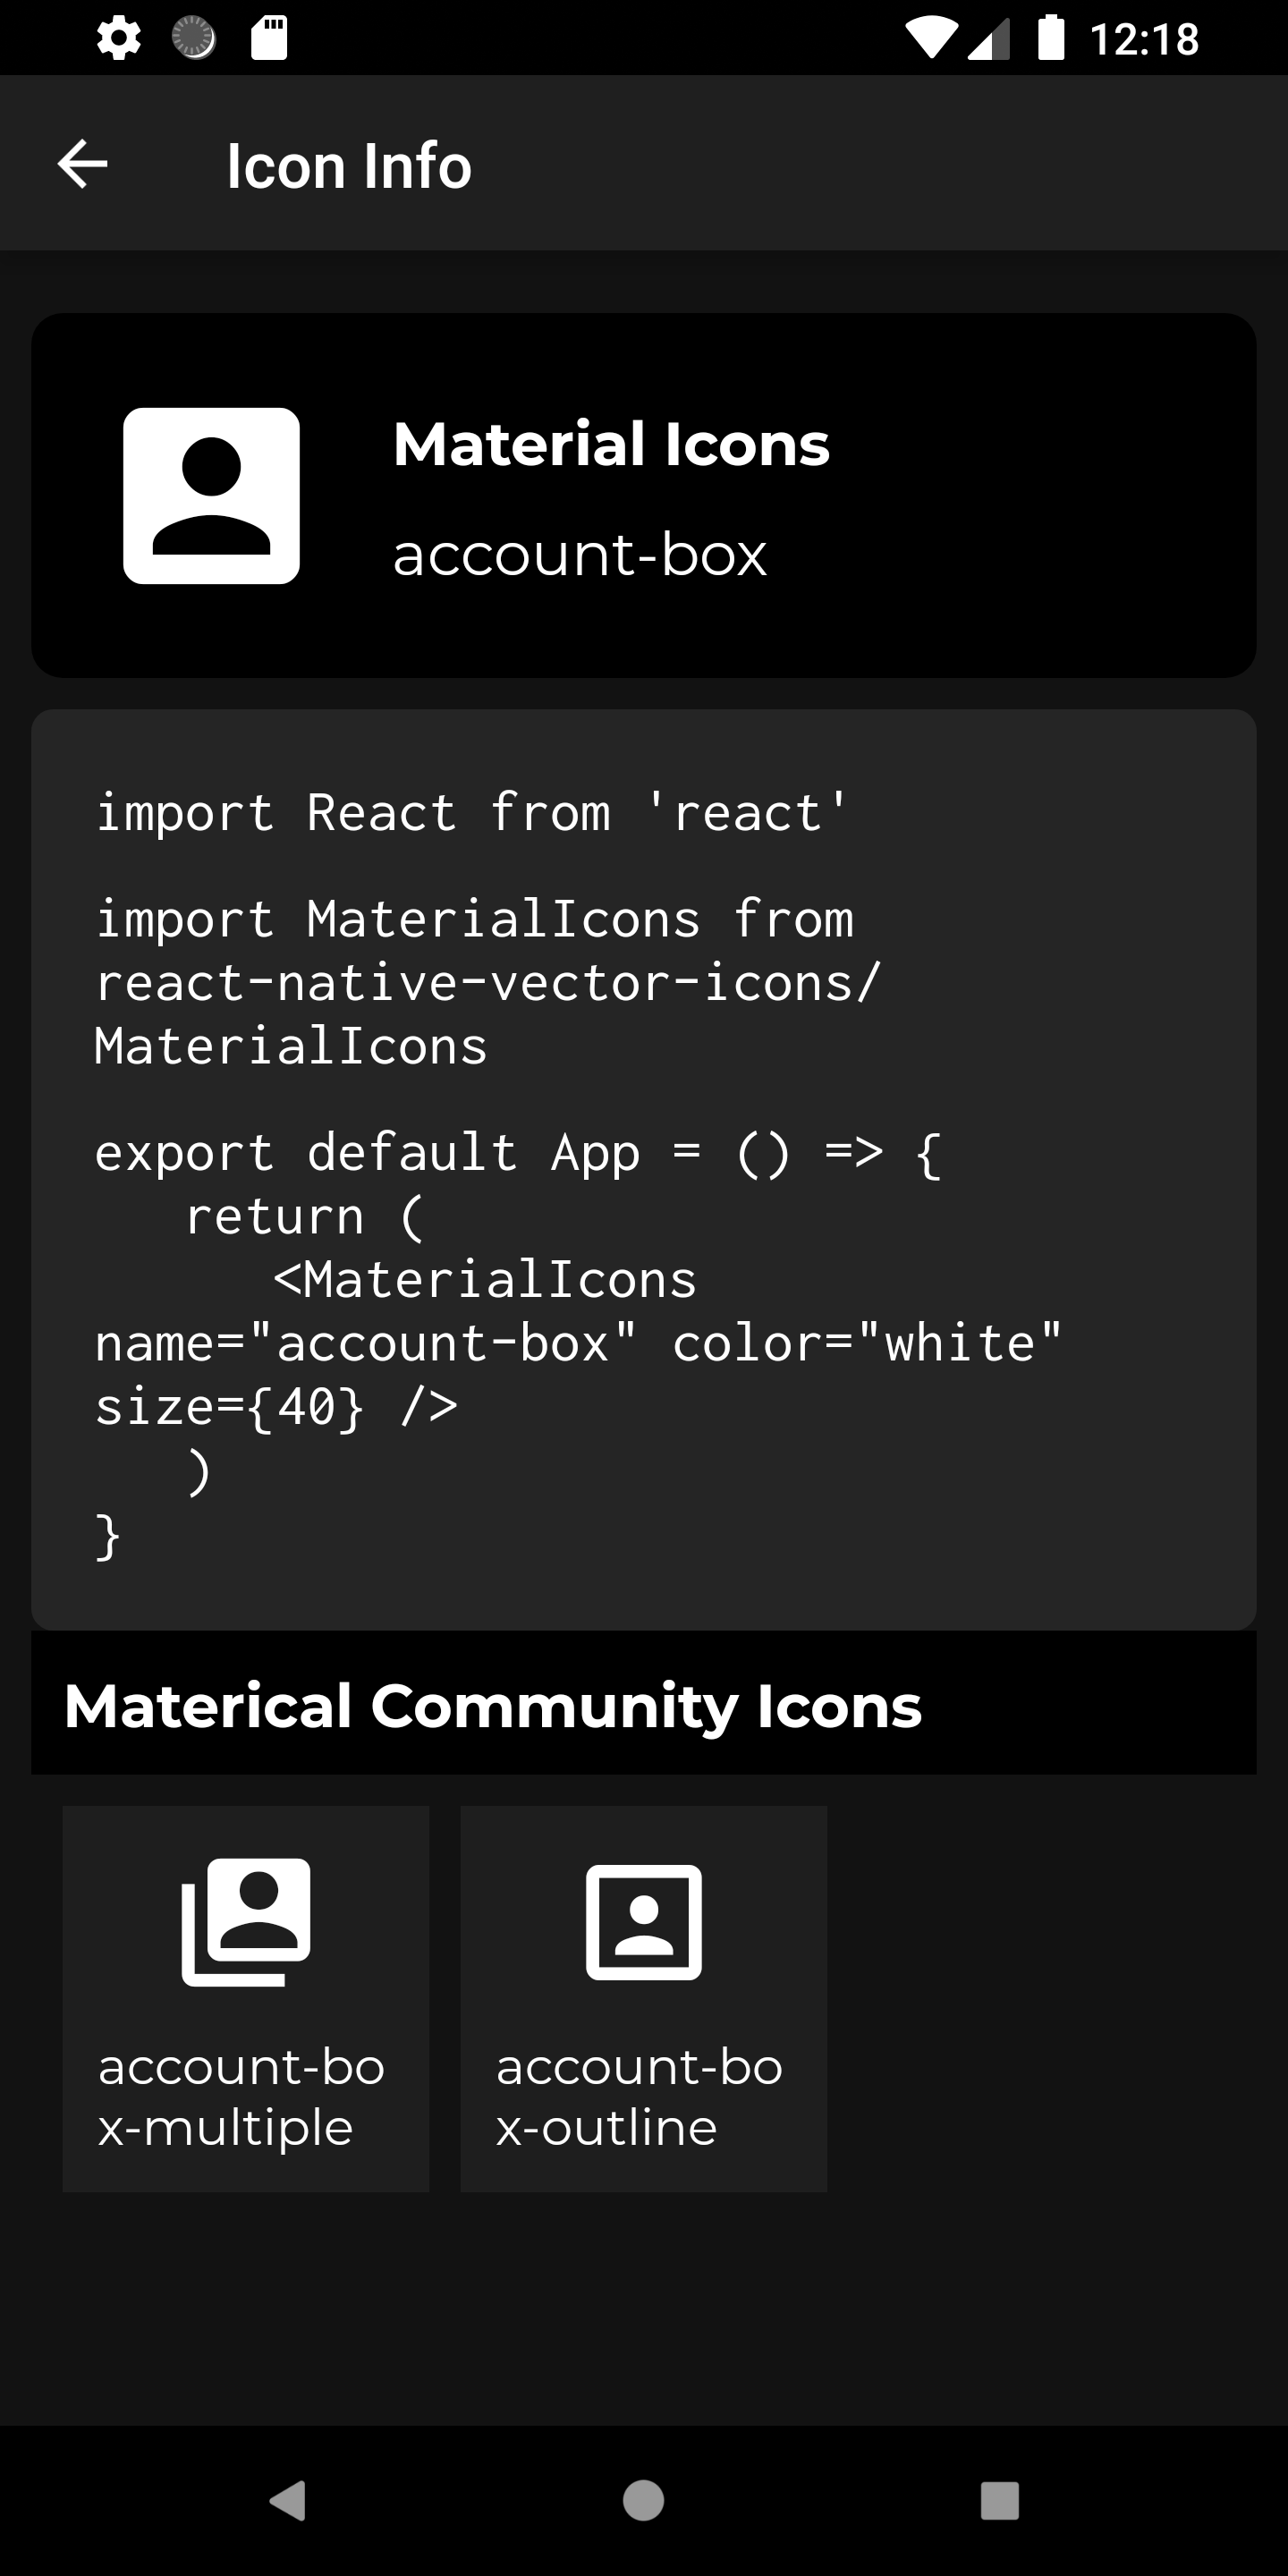 12:18
Icon Info
Material Icons
account-box
import React from 'react'
import MaterialIcons from
react-native-vector-icons/
MaterialIcons
export default App = () => {
   return (
      <MaterialIcons
name="account-box" color="white"
size={40} />
   )
}
Materical Community Icons
account-bo
x-multiple
account-bo
x-outline